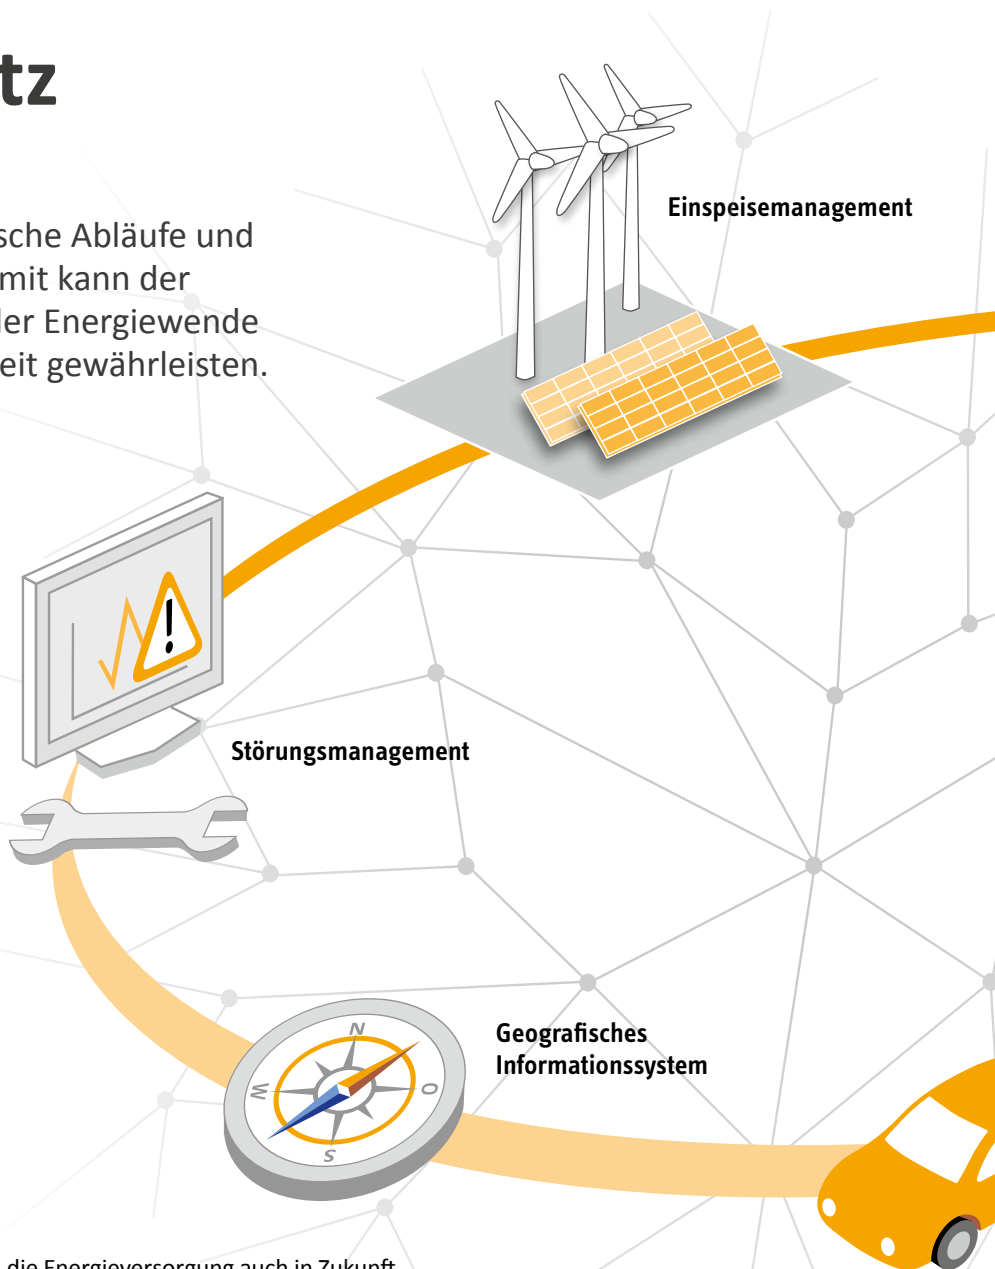 tz
sche Abläufe und
mit kann der
der Energiewende
eit gewährleisten.
Einspeisemanagement
Störungsmanagement
Geografisches
Informationssystem
N
O
S
W
die Energieversorgung auch in Zukunft